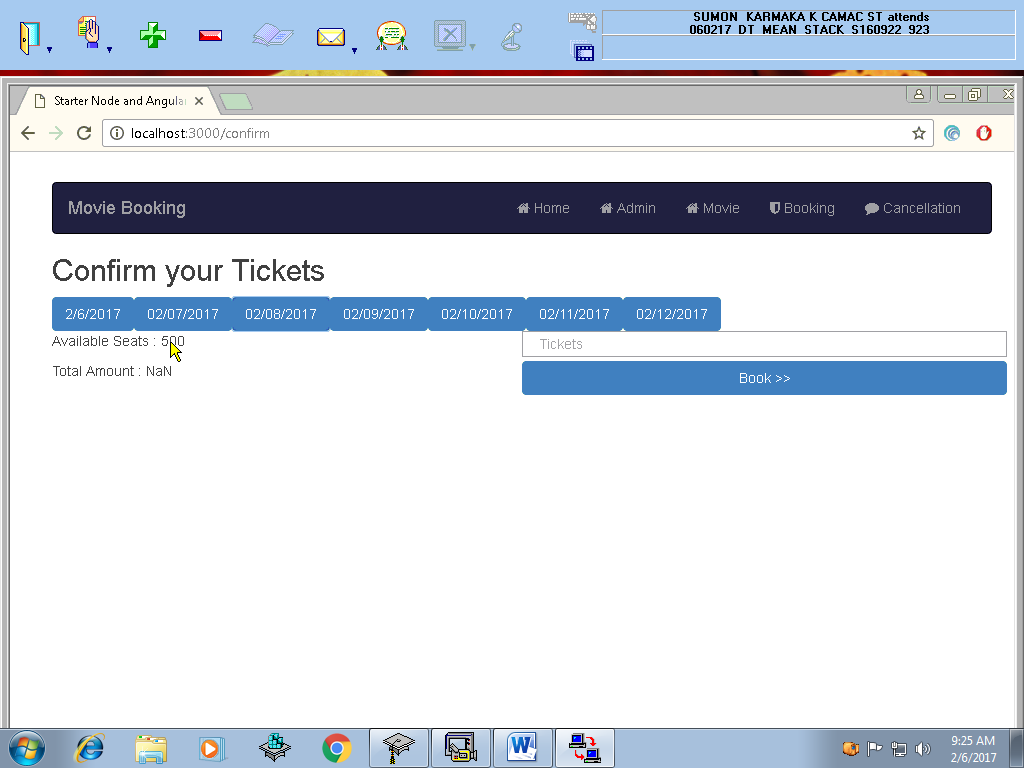 SUMON KARMAKA K CAMAC ST attends
060217 DT MEAN STACK S160922 923
Starter Node and Angula
localhost:3000/confirm
Movie Booking
Home
Admin
Movie
Booking
Cancellation
Confirm your Tickets
2/6/2017
02/07/2017
02/08/2017
02/09/2017
02/10/2017
02/11/2017
02/12/2017
Available Seats : 500
Tickets
Total Amount : NaN
Book >>
9:25 AM
2/6/2017